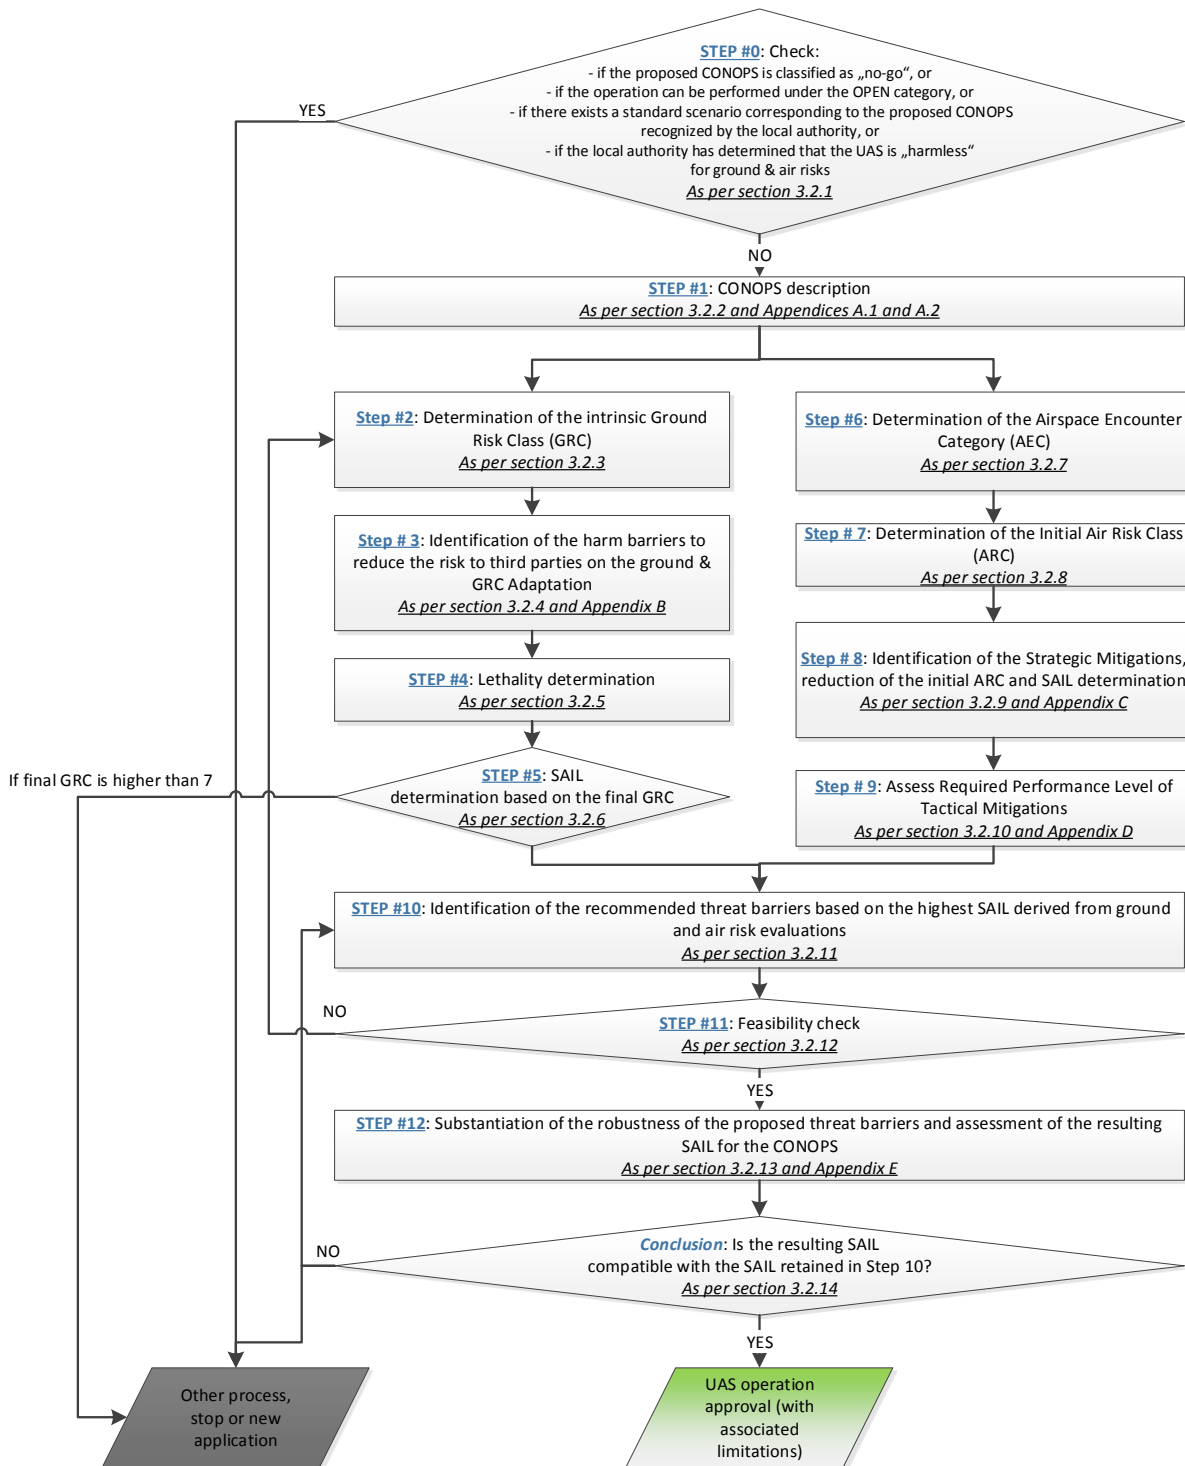 STEP #0: Check:
- if the proposed CONOPS is classified as „no-go“, or
- if the operation can be performed under the OPEN category, or
- if there exists a standard scenario corresponding to the proposed CONOPS
recognized by the local authority, or
- if the local authority has determined that the UAS is „harmless“
for ground & air risks
As per section 3.2.1
YES
NO
STEP #1: CONOPS description
As per section 3.2.2 and Appendices A.1 and A.2
Step #2: Determination of the intrinsic Ground
Risk Class (GRC)
As per section 3.2.3
Step # 3: Identification of the harm barriers to
reduce the risk to third parties on the ground &
GRC Adaptation
As per section 3.2.4 and Appendix B
STEP #4: Lethality determination
As per section 3.2.5
STEP #5: SAIL
determination based on the final GRC
As per section 3.2.6
If final GRC is higher than 7
Step #6: Determination of the Airspace Encounter
Category (AEC)
As per section 3.2.7
Step # 7: Determination of the Initial Air Risk Class
(ARC)
As per section 3.2.8
Step # 8: Identification of the Strategic Mitigations,
reduction of the initial ARC and SAIL determination
As per section 3.2.9 and Appendix C
Step # 9: Assess Required Performance Level of
Tactical Mitigations
As per section 3.2.10 and Appendix D
STEP #10: Identification of the recommended threat barriers based on the highest SAIL derived from ground
and air risk evaluations
As per section 3.2.11
NO
STEP #11: Feasibility check
As per section 3.2.12
YES
STEP #12: Substantiation of the robustness of the proposed threat barriers and assessment of the resulting
SAIL for the CONOPS
As per section 3.2.13 and Appendix E
NO
Conclusion: Is the resulting SAIL
compatible with the SAIL retained in Step 10?
As per section 3.2.14
YES
Other process,
stop or new
application
UAS operation
approval (with
associated
limitations)